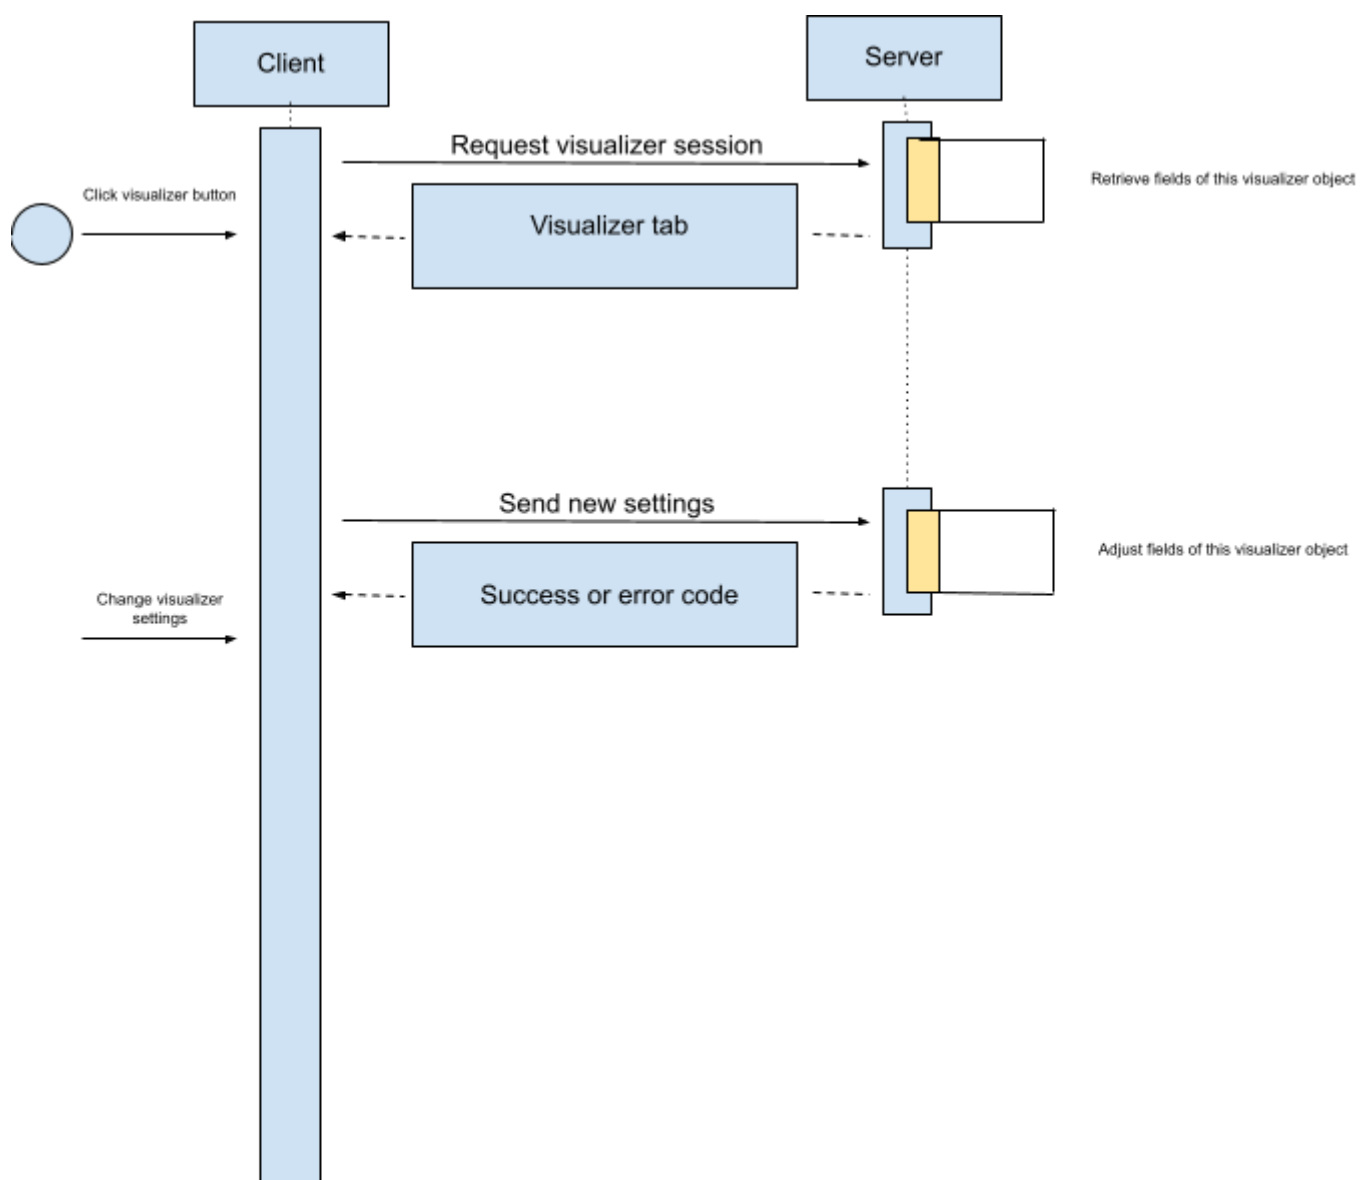 Client
Server
Request visualizer session
Retrieve fields of this visualizer object
Click visualizer button
Visualizer tab
Send new settings
Adjust fields of this visualizer object
Success or error code
Change visualizer
settings